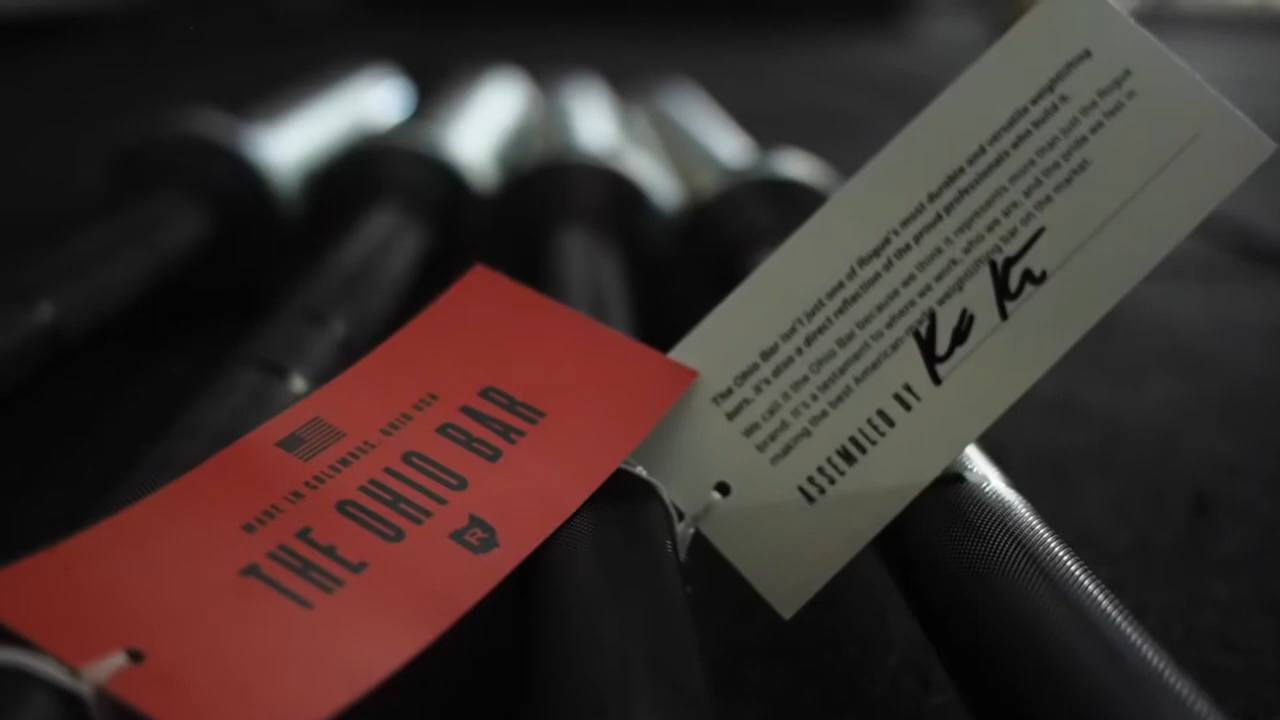 MADE IN COLUMBUS, OHIO USA
THE OHIO BAR
R
The Ohio Bar isn't just one of Rogue's most durable and versatile weightlifting
bars, it's also a direct reflection of the proud professionals who build it.
We call it the Ohio Bar because we think it represents more than just the Rogue
brand. It's a testament to where we work, who we are, and the pride we feel in
making the best American-made weightlifting bar on the market.
ASSEMBLED BY